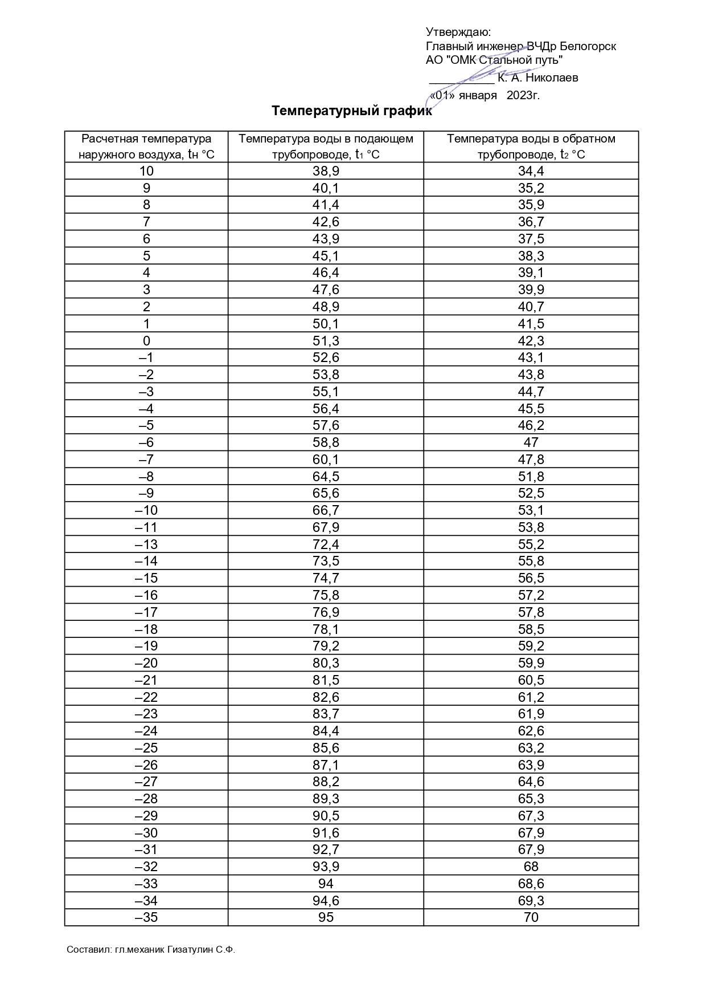 Утверждаю:
Главный инженер ВЧДр Белогорск
АО "ОМК Стальной путь"
__________ К. А. Николаев
«01» января 2023г.
Температурный график
Расчетная температура наружного воздуха, tн °С Температура воды в подающем трубопроводе, t1 °С Температура воды в обратном трубопроводе, t2 °С
10 38,9 34,4
9 40,1 35,2
8 41,4 35,9
7 42,6 36,7
6 43,9 37,5
5 45,1 38,3
4 46,4 39,1
3 47,6 39,9
2 48,9 40,7
1 50,1 41,5
0 51,3 42,3
–1 52,6 43,1
–2 53,8 43,8
–3 55,1 44,7
–4 56,4 45,5
–5 57,6 46,2
–6 58,8 47
–7 60,1 47,8
–8 64,5 51,8
–9 65,6 52,5
–10 66,7 53,1
–11 67,9 53,8
–13 72,4 55,2
–14 73,5 55,8
–15 74,7 56,5
–16 75,8 57,2
–17 76,9 57,8
–18 78,1 58,5
–19 79,2 59,2
–20 80,3 59,9
–21 81,5 60,5
–22 82,6 61,2
–23 83,7 61,9
–24 84,4 62,6
–25 85,6 63,2
–26 87,1 63,9
–27 88,2 64,6
–28 89,3 65,3
–29 90,5 67,3
–30 91,6 67,9
–31 92,7 67,9
–32 93,9 68
–33 94 68,6
–34 94,6 69,3
–35 95 70
Составил: гл.механик Гизатулин С.Ф.